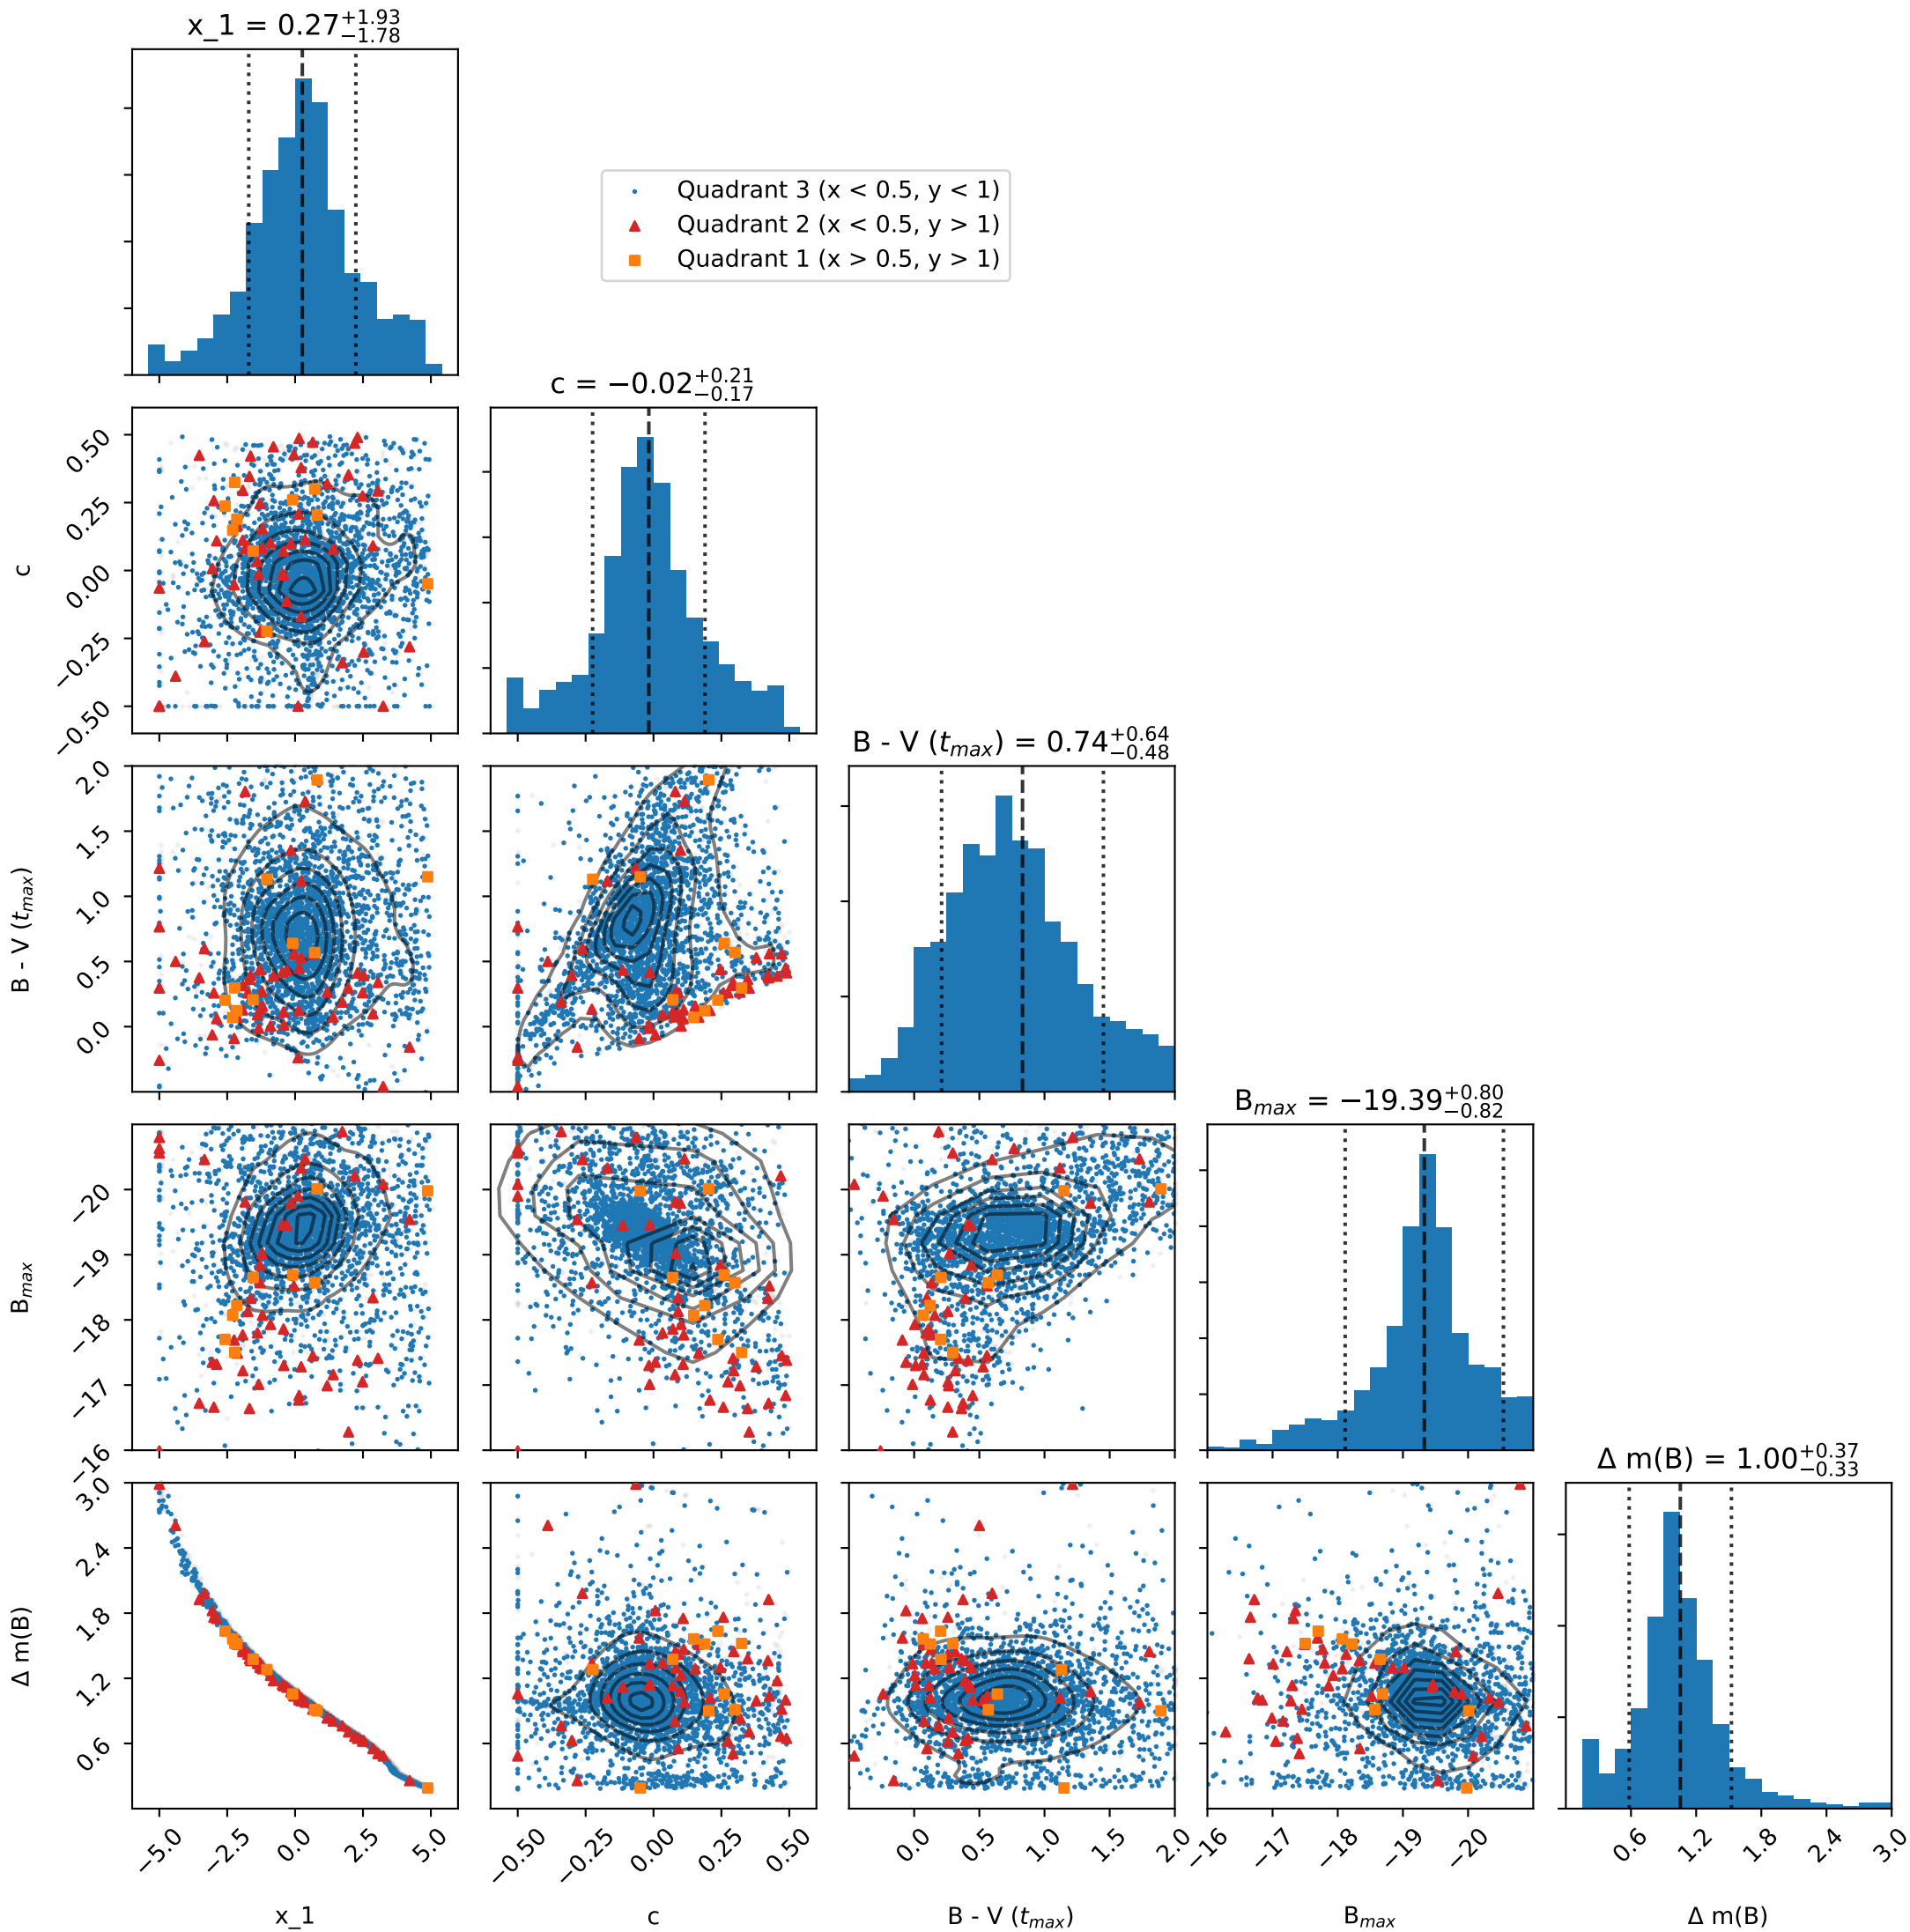 x_1 = 0.27+1.93−1.78
Quadrant 3 (x < 0.5, y < 1)
Quadrant 2 (x < 0.5, y > 1)
Quadrant 1 (x > 0.5, y > 1)
c = −0.02+0.21−0.17
0.50
0.25
0.00
−0.25
−0.50
c
B - V (tmax) = 0.74+0.64−0.48
2.0
1.5
1.0
0.5
0.0
B - V (tmax)
Bmax = −19.39+0.80−0.82
−20
−19
−18
−17
−16
Bmax
Δ m(B) = 1.00+0.37−0.33
3.0
2.4
1.8
1.2
0.6
Δ m(B)
−5.0 −2.5 0.0 2.5 5.0
−0.50 −0.25 0.00 0.25 0.50
0.0 0.5 1.0 1.5 2.0
−16 −17 −18 −19 −20
0.6 1.2 1.8 2.4 3.0
x_1
c
B - V (tmax)
Bmax
Δ m(B)